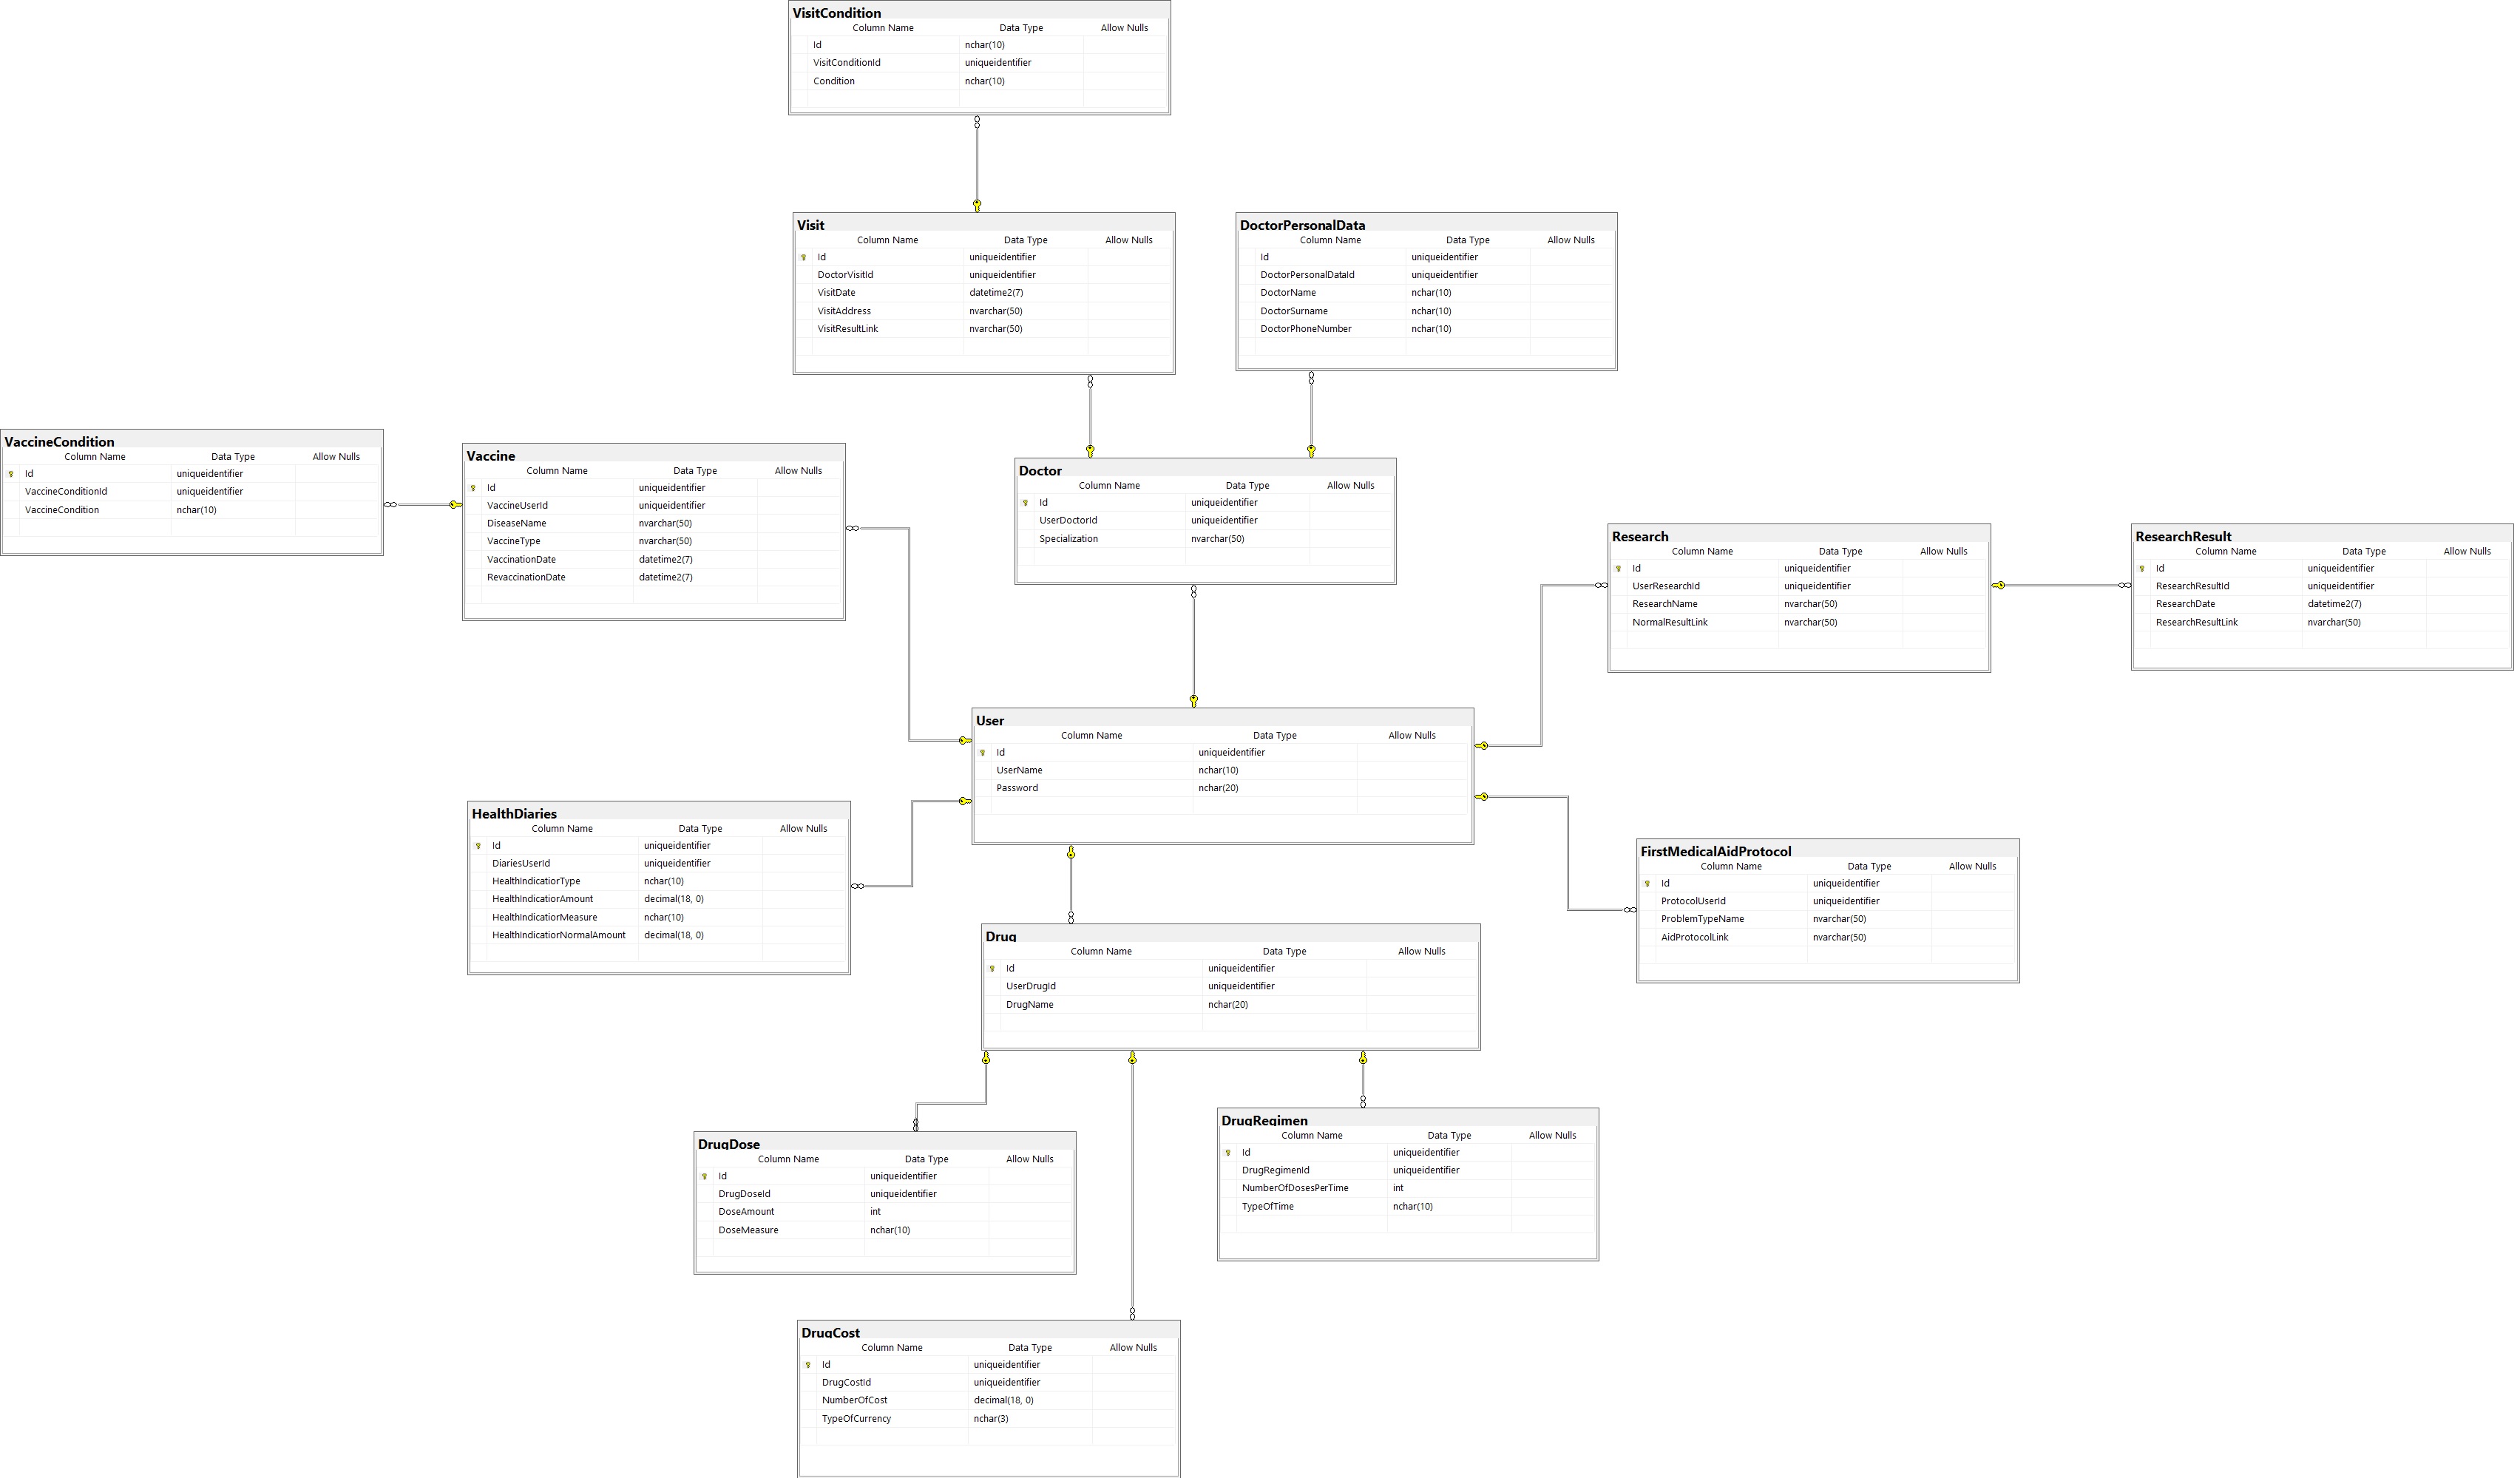 VisitCondition
Column Name Data Type Allow Nulls
Id nchar(10)
VisitConditionId uniqueidentifier
Condition nchar(10)
Visit
Column Name Data Type Allow Nulls
Id uniqueidentifier
DoctorVisitId uniqueidentifier
VisitDate datetime2(7)
VisitAddress nvarchar(50)
VisitResultLink nvarchar(50)
DoctorPersonalData
Column Name Data Type Allow Nulls
Id uniqueidentifier
DoctorPersonalDataId uniqueidentifier
DoctorName nchar(10)
DoctorSurname nchar(10)
DoctorPhoneNumber nchar(10)
VaccineCondition
Column Name Data Type Allow Nulls
Id uniqueidentifier
VaccineConditionId uniqueidentifier
VaccineCondition nchar(10)
Vaccine
Column Name Data Type Allow Nulls
Id uniqueidentifier
VaccineUserId uniqueidentifier
DiseaseName nvarchar(50)
VaccineType nvarchar(50)
VaccinationDate datetime2(7)
RevaccinationDate datetime2(7)
Doctor
Column Name Data Type Allow Nulls
Id uniqueidentifier
UserDoctorId uniqueidentifier
Specialization nvarchar(50)
Research
Column Name Data Type Allow Nulls
Id uniqueidentifier
UserResearchId uniqueidentifier
ResearchName nvarchar(50)
NormalResultLink nvarchar(50)
ResearchResult
Column Name Data Type Allow Nulls
Id uniqueidentifier
ResearchResultId uniqueidentifier
ResearchDate datetime2(7)
ResearchResultLink nvarchar(50)
User
Column Name Data Type Allow Nulls
Id uniqueidentifier
UserName nchar(10)
Password nchar(20)
HealthDiaries
Column Name Data Type Allow Nulls
Id uniqueidentifier
DiariesUserId uniqueidentifier
HealthIndicatiorType nchar(10)
HealthIndicatiorAmount decimal(18, 0)
HealthIndicatiorMeasure nchar(10)
HealthIndicatiorNormalAmount decimal(18, 0)
FirstMedicalAidProtocol
Column Name Data Type Allow Nulls
Id uniqueidentifier
ProtocolUserId uniqueidentifier
ProblemTypeName nvarchar(50)
AidProtocolLink nvarchar(50)
Drug
Column Name Data Type Allow Nulls
Id uniqueidentifier
UserDrugId uniqueidentifier
DrugName nchar(20)
DrugDose
Column Name Data Type Allow Nulls
Id uniqueidentifier
DrugDoseId uniqueidentifier
DoseAmount int
DoseMeasure nchar(10)
DrugRegimen
Column Name Data Type Allow Nulls
Id uniqueidentifier
DrugRegimenId uniqueidentifier
NumberOfDosesPerTime int
TypeOfTime nchar(10)
DrugCost
Column Name Data Type Allow Nulls
Id uniqueidentifier
DrugCostId uniqueidentifier
NumberOfCost decimal(18, 0)
TypeOfCurrency nchar(3)